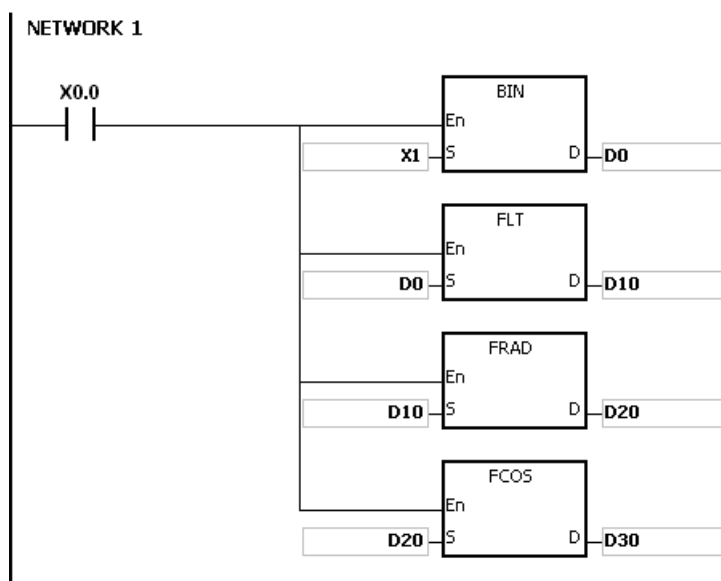 NETWORK 1
X0.0
BIN
En
X1 S D D0
FLT
En
D0 S D D10
FRAD
En
D10 S D D20
FCOS
En
D20 S D D30